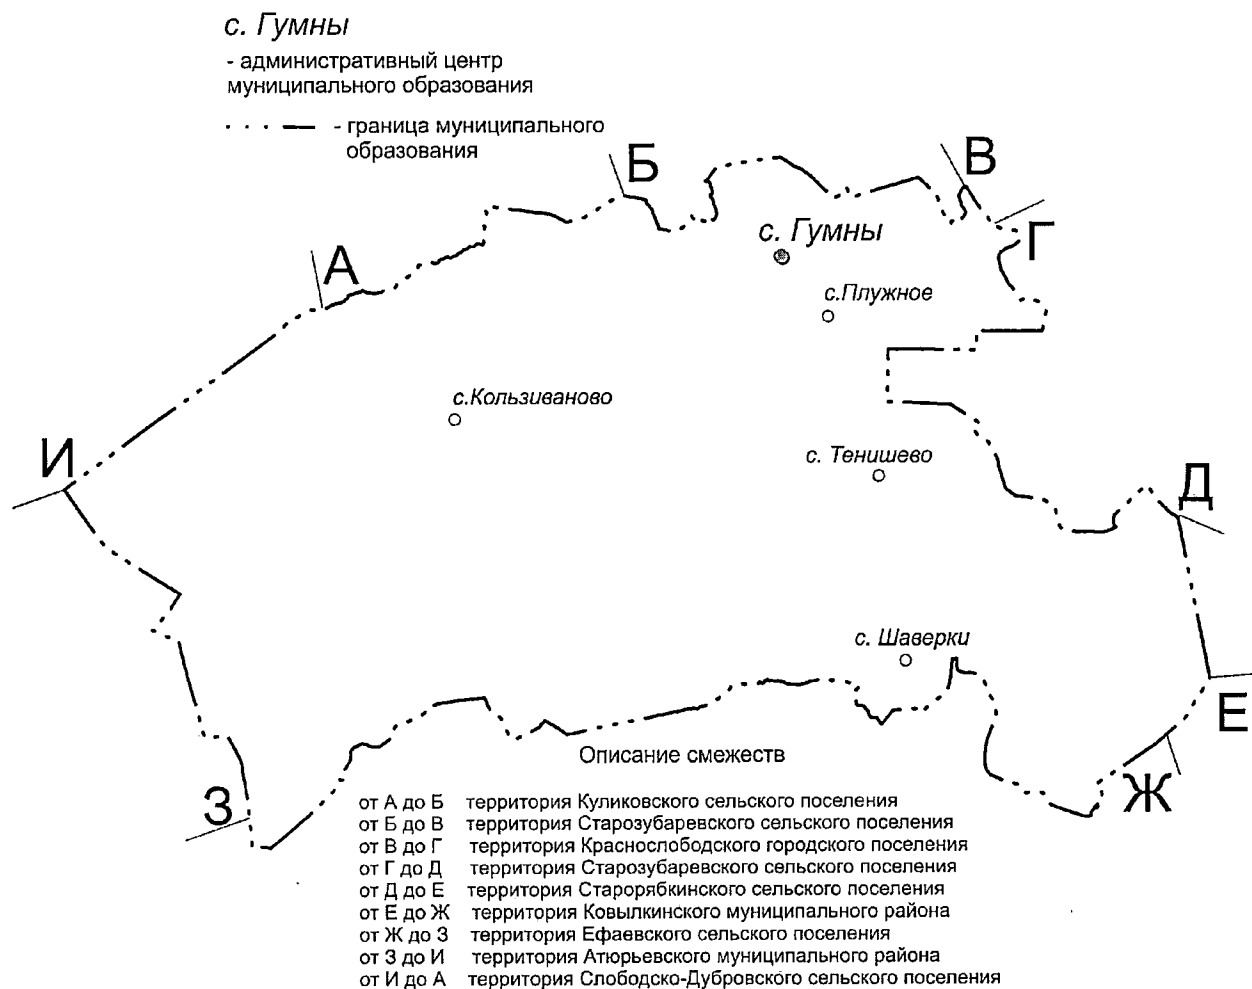 с. Гумны
- административный центр
муниципального образования
- граница муниципального
образования
Б
В
А
Г
с. Гумны
с.Плужное
с.Кользиваново
И
с. Тенишево
Д
с. Шаверки
Е
Ж
З
Описание смежеств
от А до Б территория Куликовского сельского поселения
от Б до В территория Старозубаревского сельского поселения
от В до Г территория Краснослободского городского поселения
от Г до Д территория Старозубаревского сельского поселения
от Д до Е территория Старорябкинского сельского поселения
от Е до Ж территория Ковылкинского муниципального района
от Ж до З территория Ефаевского сельского поселения
от З до И территория Атюрьевского муниципального района
от И до А территория Слободско-Дубровского сельского поселения